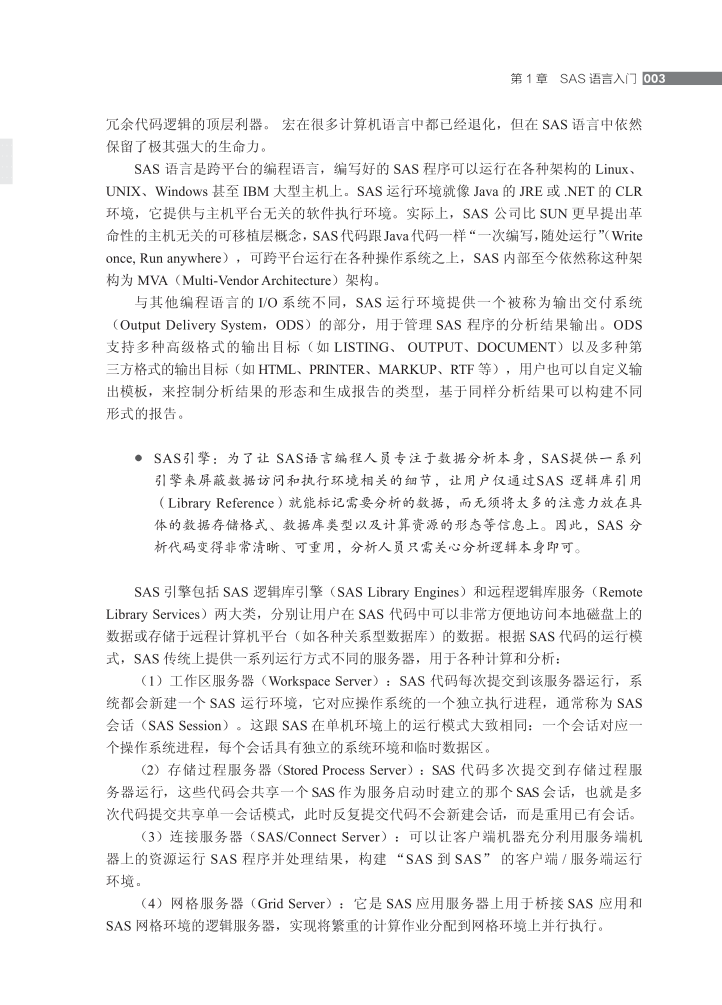 第 1 章 SAS 语言入门 003
冗余代码逻辑的顶层利器。 宏在很多计算机语言中都已经退化，但在 SAS 语言中依然
保留了极其强大的生命力。
SAS 语言是跨平台的编程语言，编写好的 SAS 程序可以运行在各种架构的 Linux、
UNIX、Windows 甚至 IBM 大型主机上。SAS 运行环境就像 Java 的 JRE 或 .NET 的 CLR
环境，它提供与主机平台无关的软件执行环境。实际上，SAS 公司比 SUN 更早提出革
命性的主机无关的可移植层概念，SAS代码跟Java代码一样“一次编写，随处运行”（Write
once, Run anywhere），可跨平台运行在各种操作系统之上，SAS 内部至今依然称这种架
构为 MVA（Multi-Vendor Architecture）架构。
与其他编程语言的 I/O 系统不同，SAS 运行环境提供一个被称为输出交付系统
（Output Delivery System，ODS）的部分，用于管理 SAS 程序的分析结果输出。ODS
支持多种高级格式的输出目标（如 LISTING、 OUTPUT、DOCUMENT）以及多种第
三方格式的输出目标（如 HTML、PRINTER、MARKUP、RTF 等），用户也可以自定义输
出模板，来控制分析结果的形态和生成报告的类型，基于同样分析结果可以构建不同
形式的报告。
● SAS引擎：为了让 SAS语言编程人员专注于数据分析本身，SAS提供一系列
引擎来屏蔽数据访问和执行环境相关的细节，让用户仅通过SAS 逻辑库引用
（Library Reference）就能标记需要分析的数据，而无须将太多的注意力放在具
体的数据存储格式、数据库类型以及计算资源的形态等信息上。因此，SAS 分
析代码变得非常清晰、可重用，分析人员只需关心分析逻辑本身即可。
SAS 引擎包括 SAS 逻辑库引擎（SAS Library Engines）和远程逻辑库服务（Remote
Library Services）两大类，分别让用户在 SAS 代码中可以非常方便地访问本地磁盘上的
数据或存储于远程计算机平台（如各种关系型数据库）的数据。根据 SAS 代码的运行模
式，SAS 传统上提供一系列运行方式不同的服务器，用于各种计算和分析：
（1）工作区服务器（Workspace Server）：SAS 代码每次提交到该服务器运行，系
统都会新建一个 SAS 运行环境，它对应操作系统的一个独立执行进程，通常称为 SAS
会话（SAS Session）。这跟 SAS 在单机环境上的运行模式大致相同：一个会话对应一
个操作系统进程，每个会话具有独立的系统环境和临时数据区。
（2）存储过程服务器（Stored Process Server）：SAS 代码多次提交到存储过程服
务器运行，这些代码会共享一个 SAS 作为服务启动时建立的那个 SAS 会话，也就是多
次代码提交共享单一会话模式，此时反复提交代码不会新建会话，而是重用已有会话。
（3）连接服务器（SAS/Connect Server）：可以让客户端机器充分利用服务端机
器上的资源运行 SAS 程序并处理结果，构建 “SAS 到 SAS” 的客户端 / 服务端运行
环境。
（4）网格服务器（Grid Server）：它是 SAS 应用服务器上用于桥接 SAS 应用和
SAS 网格环境的逻辑服务器，实现将繁重的计算作业分配到网格环境上并行执行。